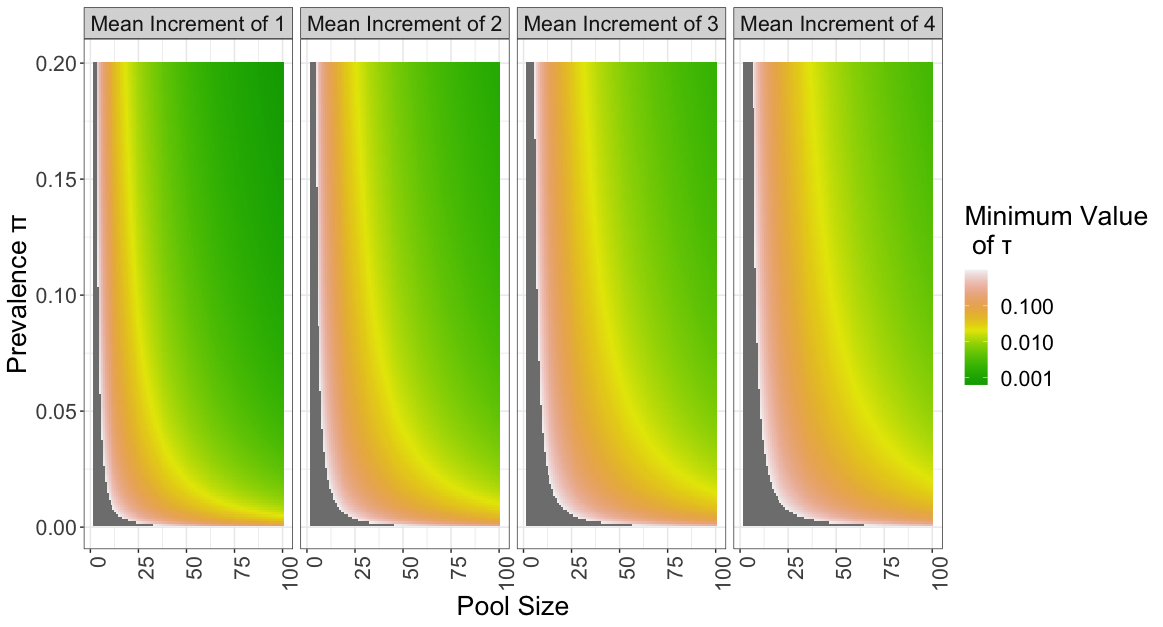 Mean Increment of 1
Mean Increment of 2
Mean Increment of 3
Mean Increment of 4
0.20
0.15
0.10
0.05
0.00
Prevalence π
0 25 50 75 100
0 25 50 75 100
0 25 50 75 100
0 25 50 75 100
Pool Size
Minimum Value
of τ
0.100
0.010
0.001